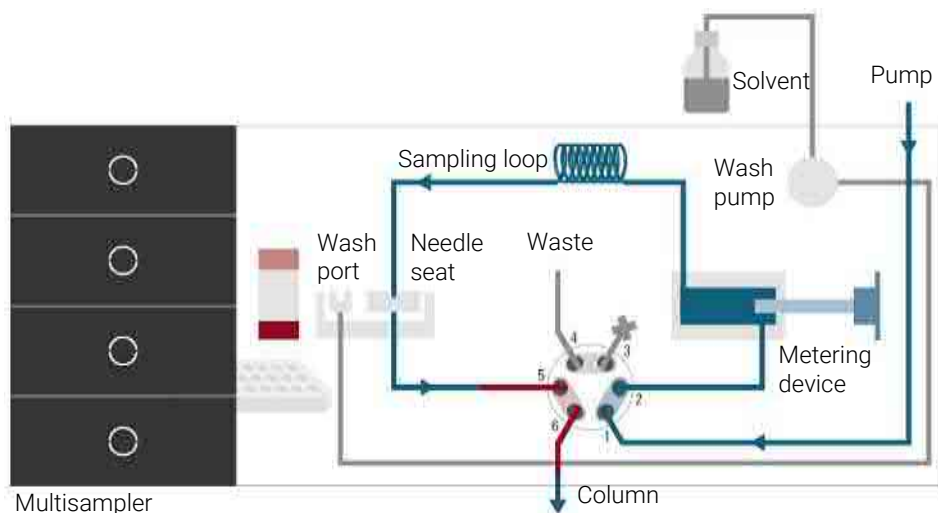 Solvent
Pump
Sampling loop
Wash
pump
Wash
port
Needle
seat
Waste
4
3
5
2
6
1
Metering
device
Column
Multisampler